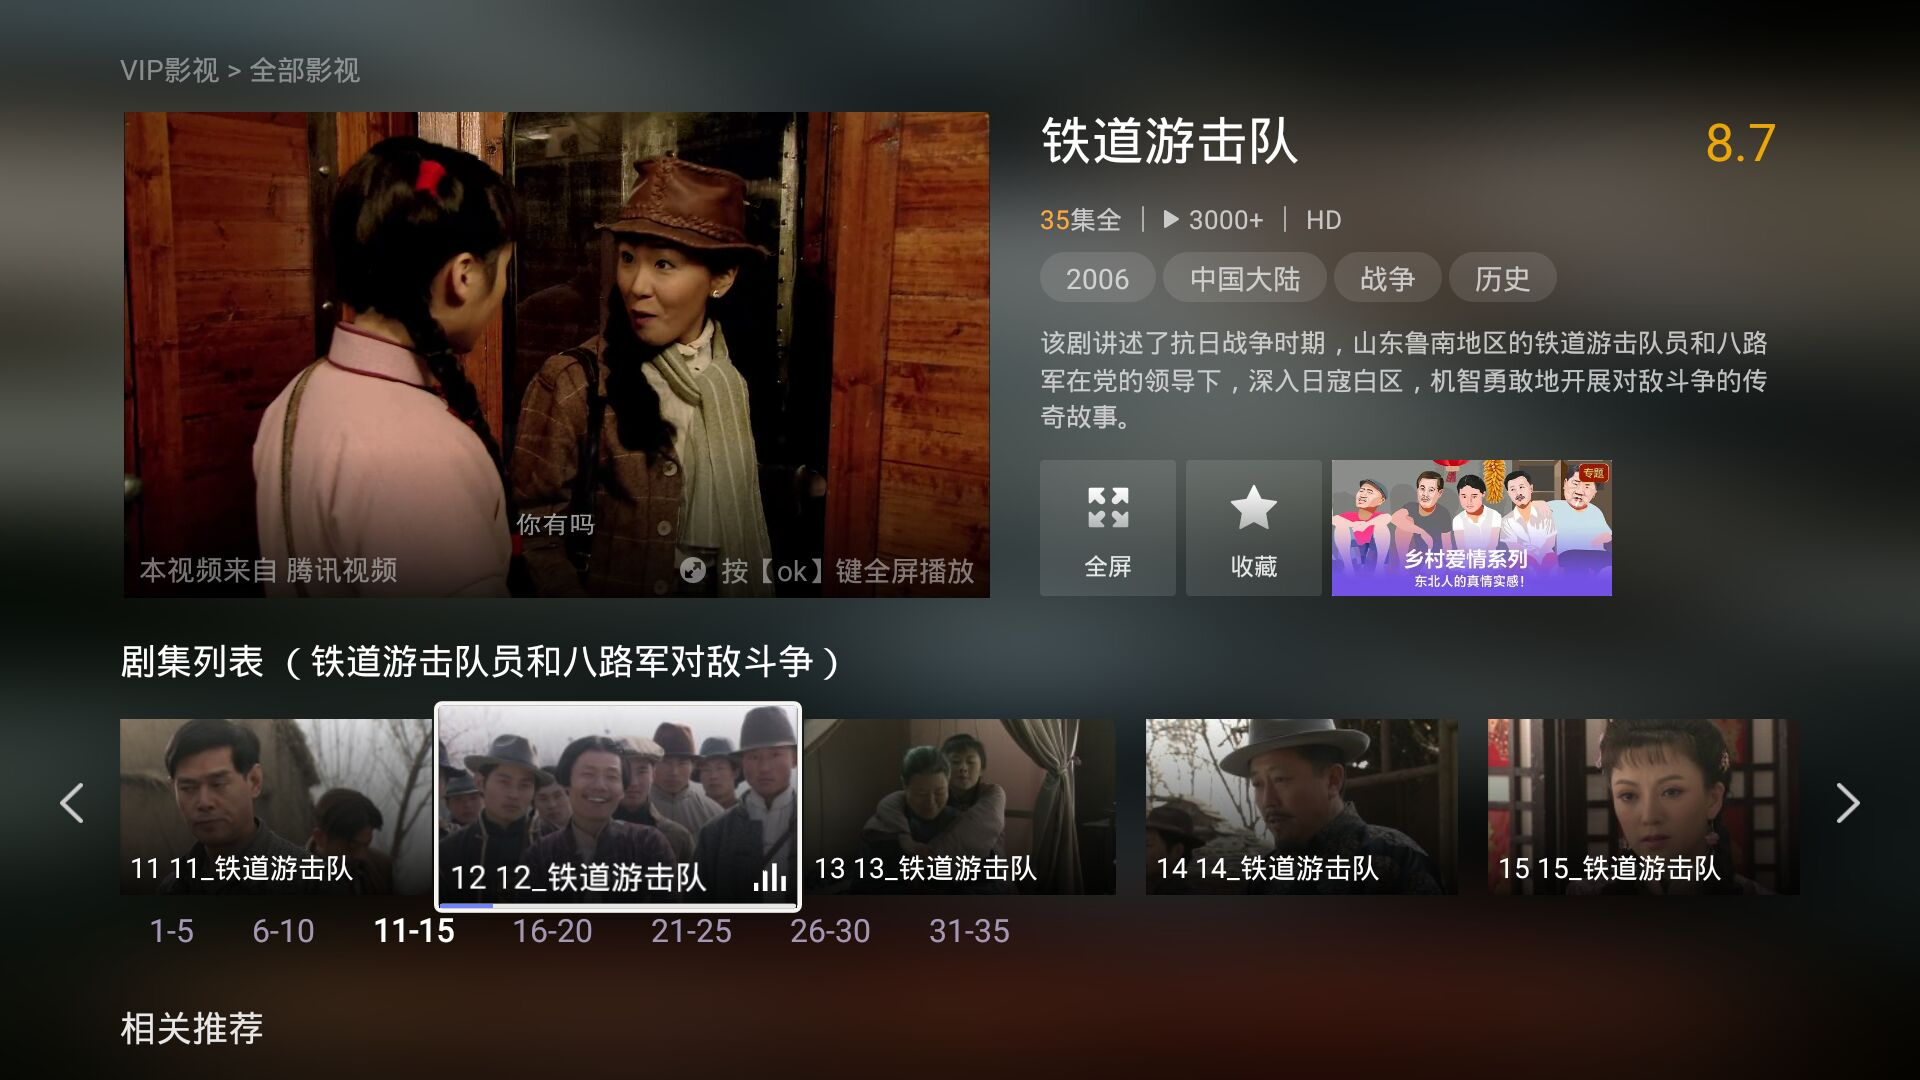 VIP影视 > 全部影视
铁道游击队
8.7
35集全 | 3000+ | HD
2006 中国大陆 战争 历史
该剧讲述了抗日战争时期，山东鲁南地区的铁道游击队员和八路
军在党的领导下，深入日寇白区，机智勇敢地开展对敌斗争的传
奇故事。
你有吗
本视频来自 腾讯视频
按【ok】键全屏播放
全屏
收藏
专题
乡村爱情系列
东北人的真情实感！
剧集列表 （铁道游击队员和八路军对敌斗争）
11 11_铁道游击队
12 12_铁道游击队
13 13_铁道游击队
14 14_铁道游击队
15 15_铁道游击队
1-5 6-10 11-15 16-20 21-25 26-30 31-35
相关推荐